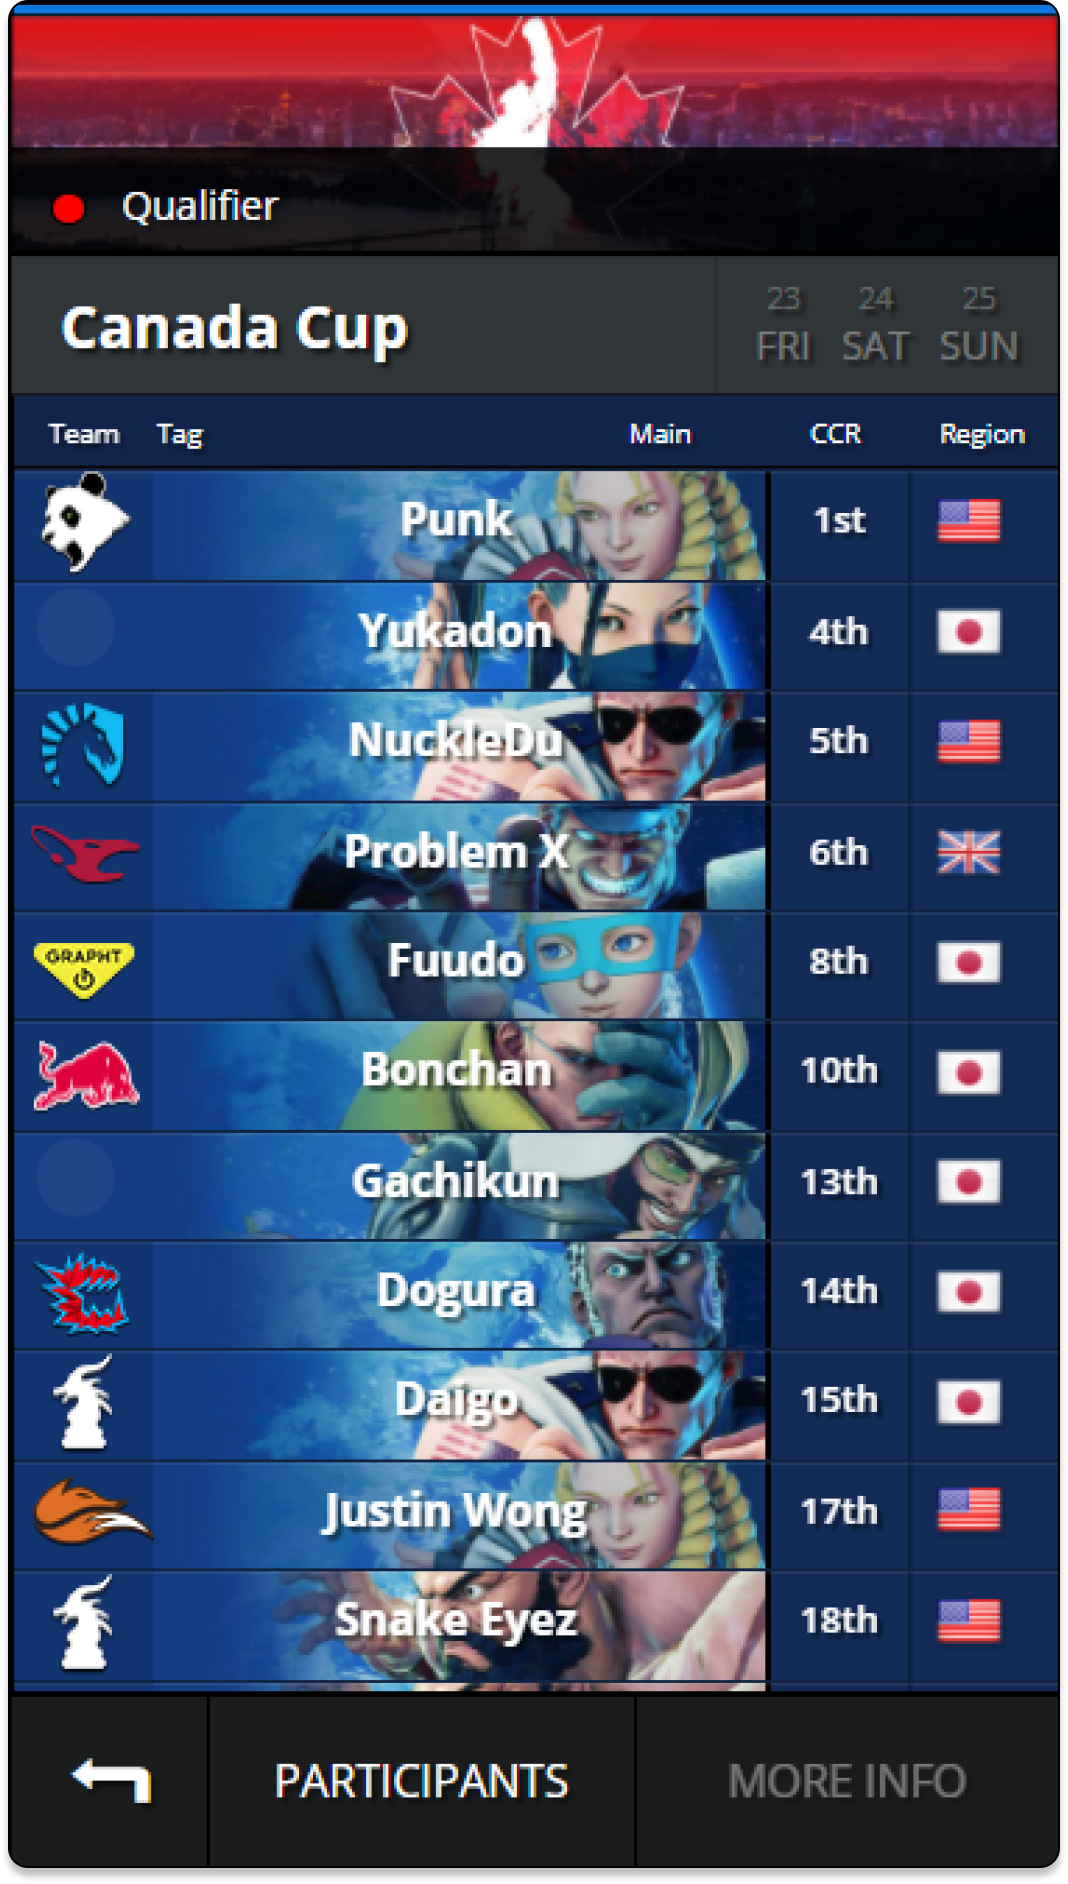 Qualifier
Canada Cup
23 24 25
FRI SAT SUN
Team Tag Main CCR Region
Punk 1st
Yukadon 4th
NuckleDu 5th
Problem X 6th
GRAPHT Fuudo 8th
Bonchan 10th
Gachikun 13th
Dogura 14th
Daigo 15th
Justin Wong 17th
Snake Eyez 18th
PARTICIPANTS MORE INFO